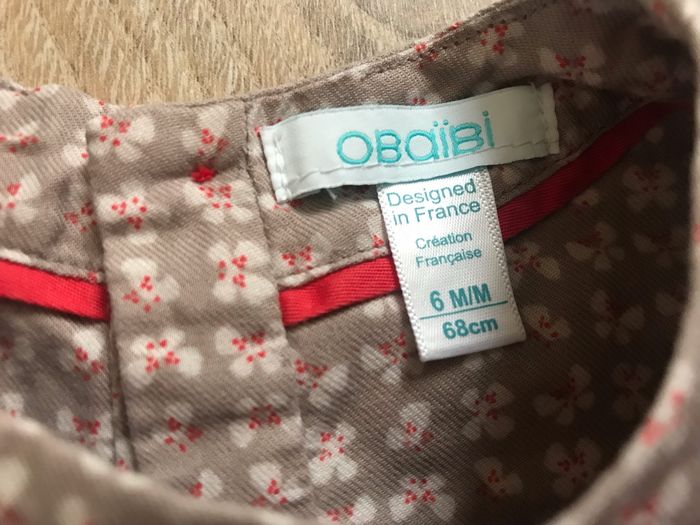 OBaïBi
Designed
in France
Création
Française
6 M/M
68cm